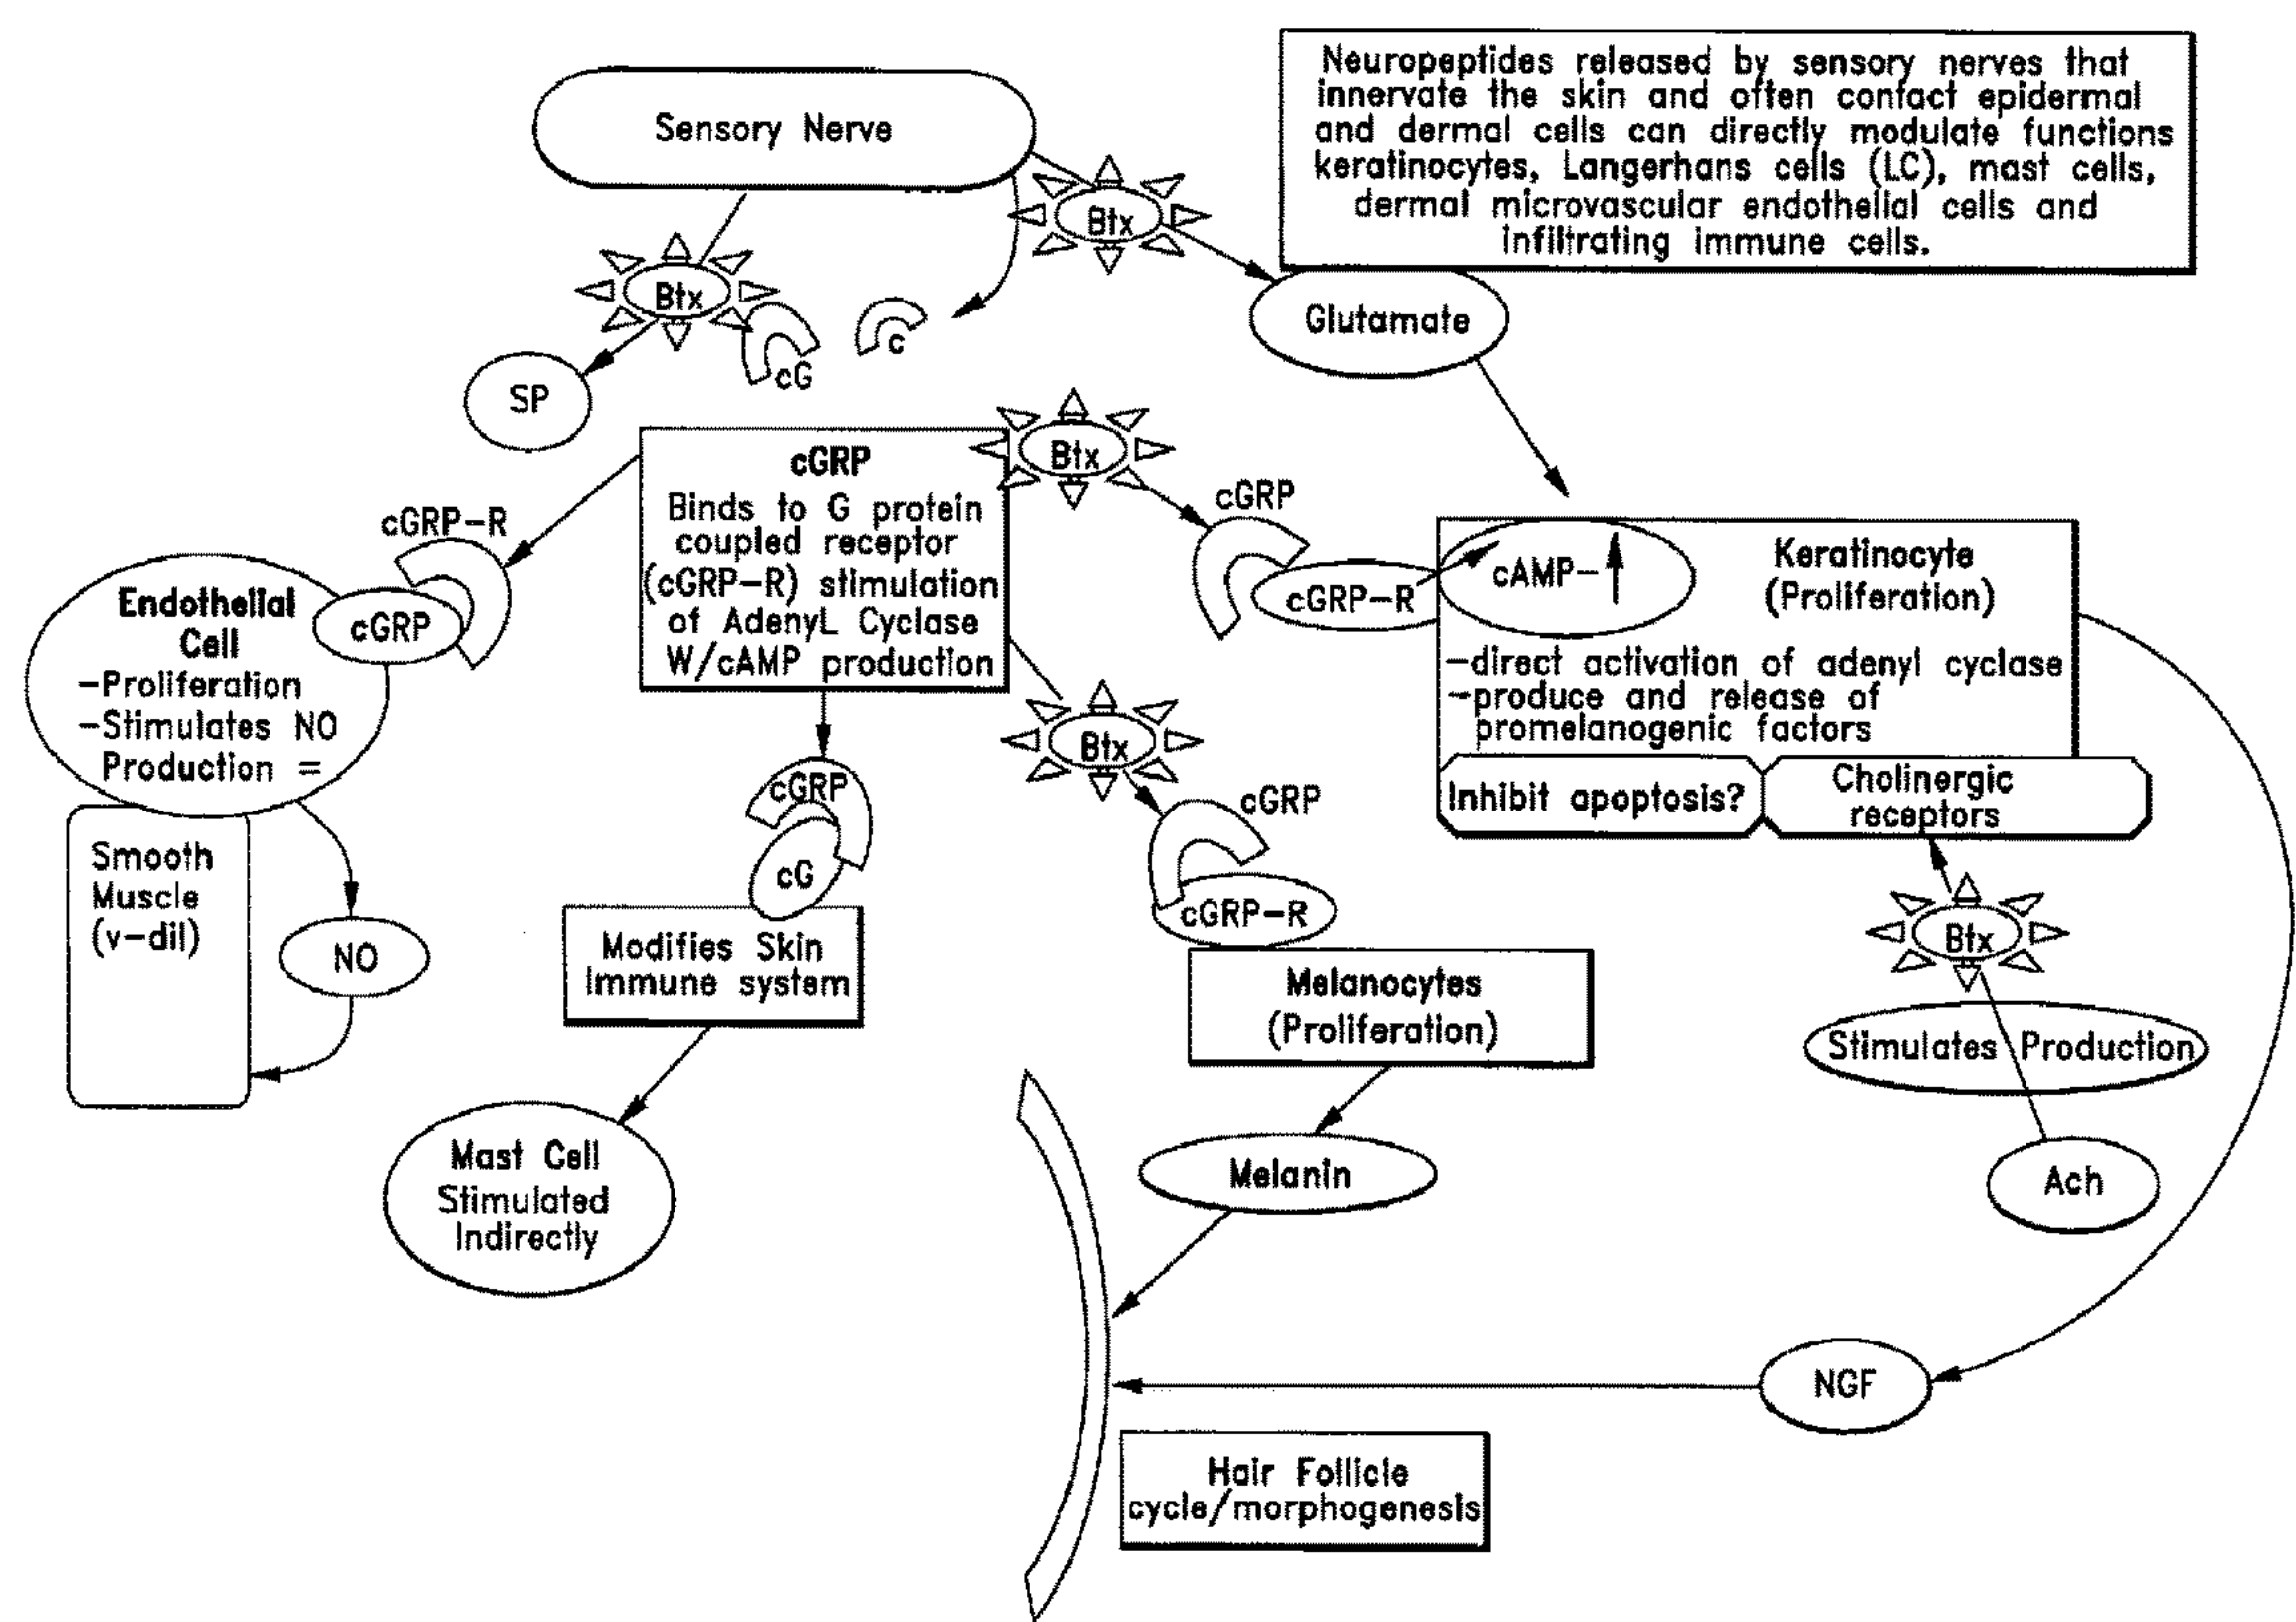 Neuropeptides released by sensory nerves that
innervate the skin and often contact epidermal
and dermal cells can directly modulate functions
keratinocytes, Langerhans cells (LC), mast cells,
dermal microvascular endothelial cells and
infiltrating immune cells.
Sensory Nerve
Btx
Btx
Glutamate
c
cG
SP
Btx
cGRP
Binds to G protein
coupled receptor
(cGRP-R) stimulation
of AdenyL Cyclase
W/cAMP production
cGRP-R
cGRP
Endothelial
Cell
-Proliferation
-Stimulates NO
Production =
Smooth
Muscle
(v-dil)
NO
cGRP
cGRP-R
cAMP-
Keratinocyte
(Proliferation)
-direct activation of adenyl cyclase
-produce and release of
promelanogenic factors
Inhibit apoptosis?
Cholinergic
receptors
Btx
cGRP
cG
Modifies Skin
Immune system
Mast Cell
Stimulated
Indirectly
cGRP
cGRP-R
Melanocytes
(Proliferation)
Melanin
Btx
Stimulates Production
Ach
NGF
Hair Follicle
cycle/morphogenesis